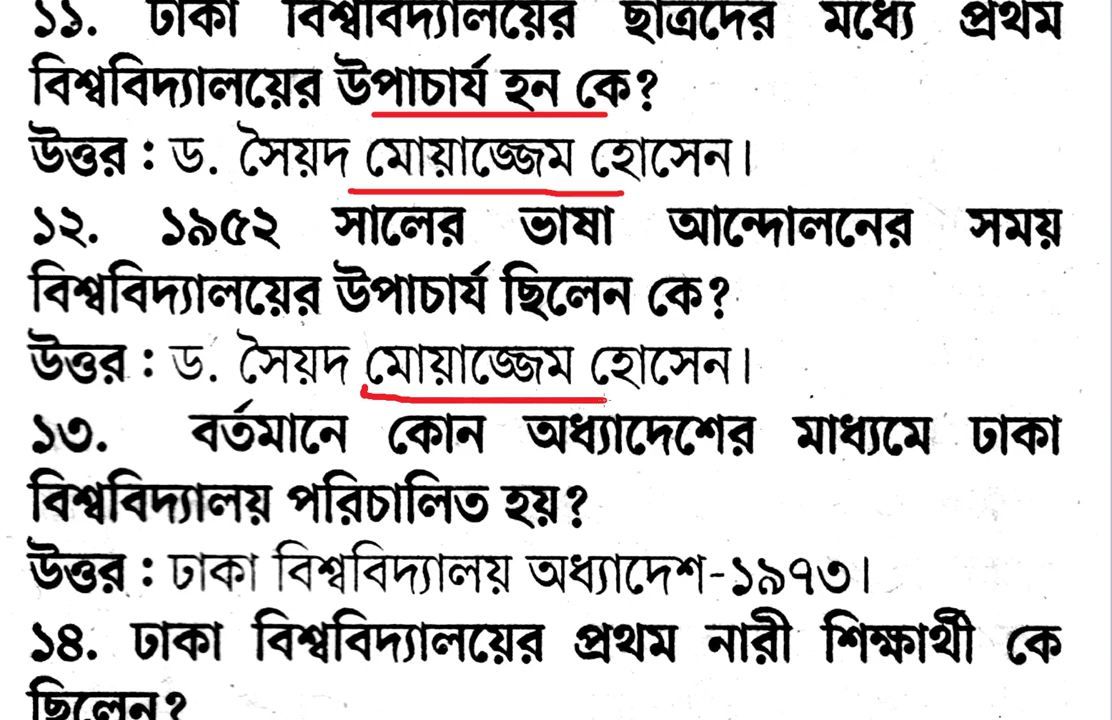 ১১. ঢাকা বিশ্ববিদ্যালয়ের ছাত্রদের মধ্যে প্রথম
বিশ্ববিদ্যালয়ের উপাচার্য হন কে?
উত্তর : ড. সৈয়দ মোয়াজ্জেম হোসেন।
১২. ১৯৫২ সালের ভাষা আন্দোলনের সময়
বিশ্ববিদ্যালয়ের উপাচার্য ছিলেন কে?
উত্তর : ড. সৈয়দ মোয়াজ্জেম হোসেন।
১৩. বর্তমানে কোন অধ্যাদেশের মাধ্যমে ঢাকা
বিশ্ববিদ্যালয় পরিচালিত হয়?
উত্তর : ঢাকা বিশ্ববিদ্যালয় অধ্যাদেশ-১৯৭৩।
১৪. ঢাকা বিশ্ববিদ্যালয়ের প্রথম নারী শিক্ষার্থী কে
ছিলেন?